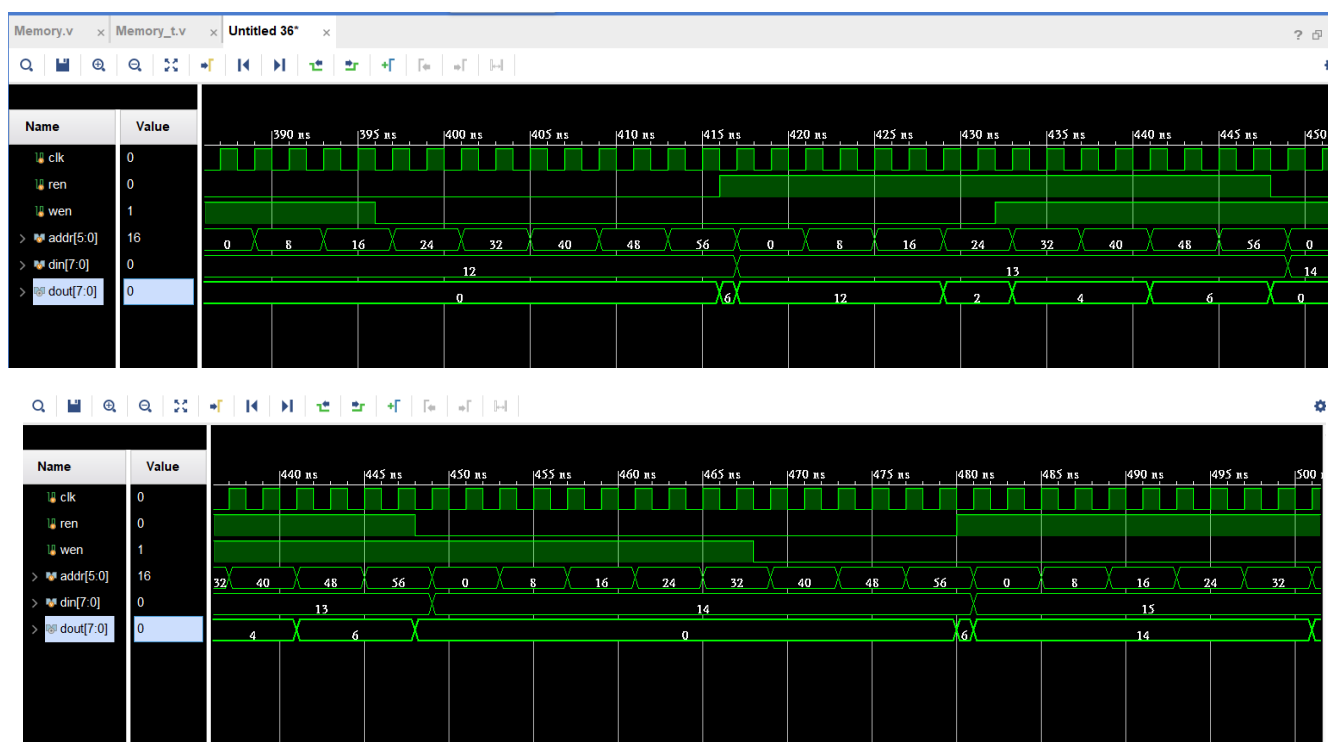 Memory.v × Memory_t.v × Untitled 36* ×
?
Name Value
390 ns 395 ns 400 ns 405 ns 410 ns 415 ns 420 ns 425 ns 430 ns 435 ns 440 ns 445 ns 450
clk 0
ren 0
wen 1
> addr[5:0] 16 0 8 16 24 32 40 48 56 0 8 16 24 32 40 48 56 0
> din[7:0] 0 12 13 14
> dout[7:0] 0 0 6 12 2 4 6 0
Name Value
440 ns 445 ns 450 ns 455 ns 460 ns 465 ns 470 ns 475 ns 480 ns 485 ns 490 ns 495 ns 500
clk 0
ren 0
wen 1
> addr[5:0] 16 32 40 48 56 0 8 16 24 32 40 48 56 0 8 16 24 32
> din[7:0] 0 13 14 15
> dout[7:0] 0 4 6 0 6 14